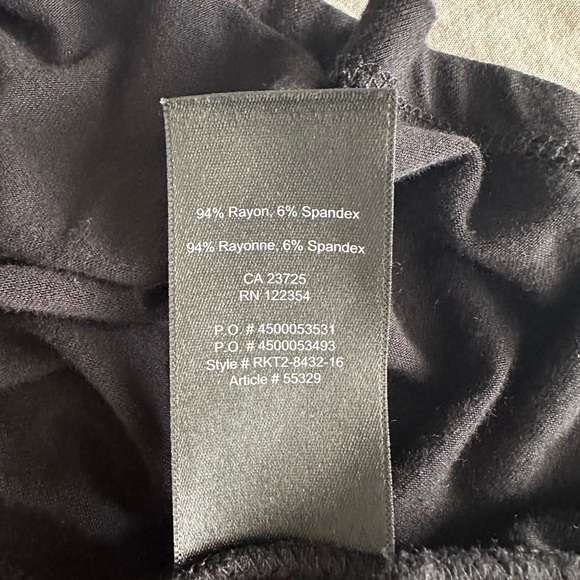 94% Rayon, 6% Spandex
94% Rayonne, 6% Spandex
CA 23725
RN 122354
P.O. # 4500053531
P.O. # 4500053493
Style # RKT2-8432-16
Article # 55329